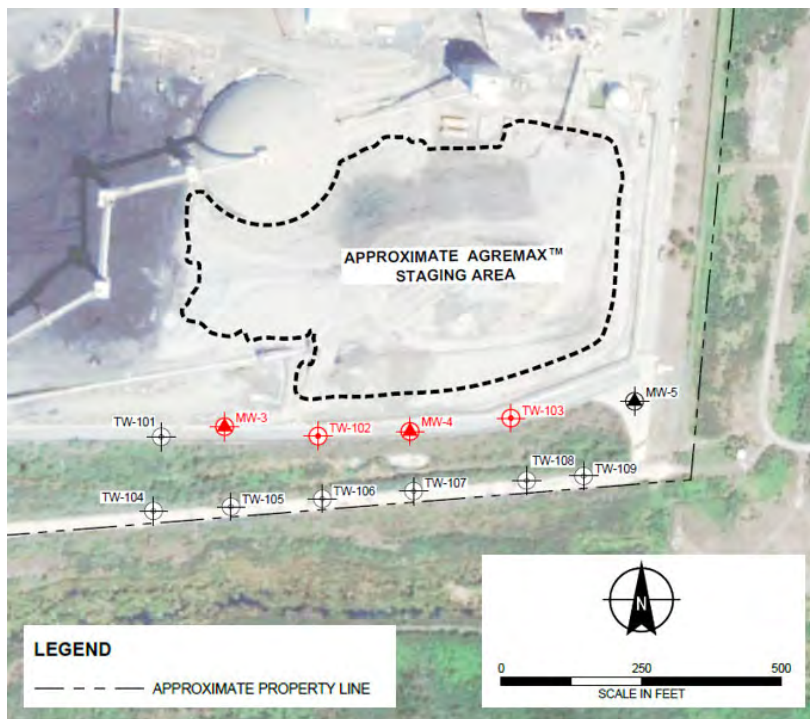 APPROXIMATE AGREMAX™
STAGING AREA
MW-5
TW-103
MW-3
TW-101
TW-102
MW-4
TW-108
TW-109
TW-107
TW-106
TW-105
TW-104
N
0 250 500
SCALE IN FEET
LEGEND
APPROXIMATE PROPERTY LINE